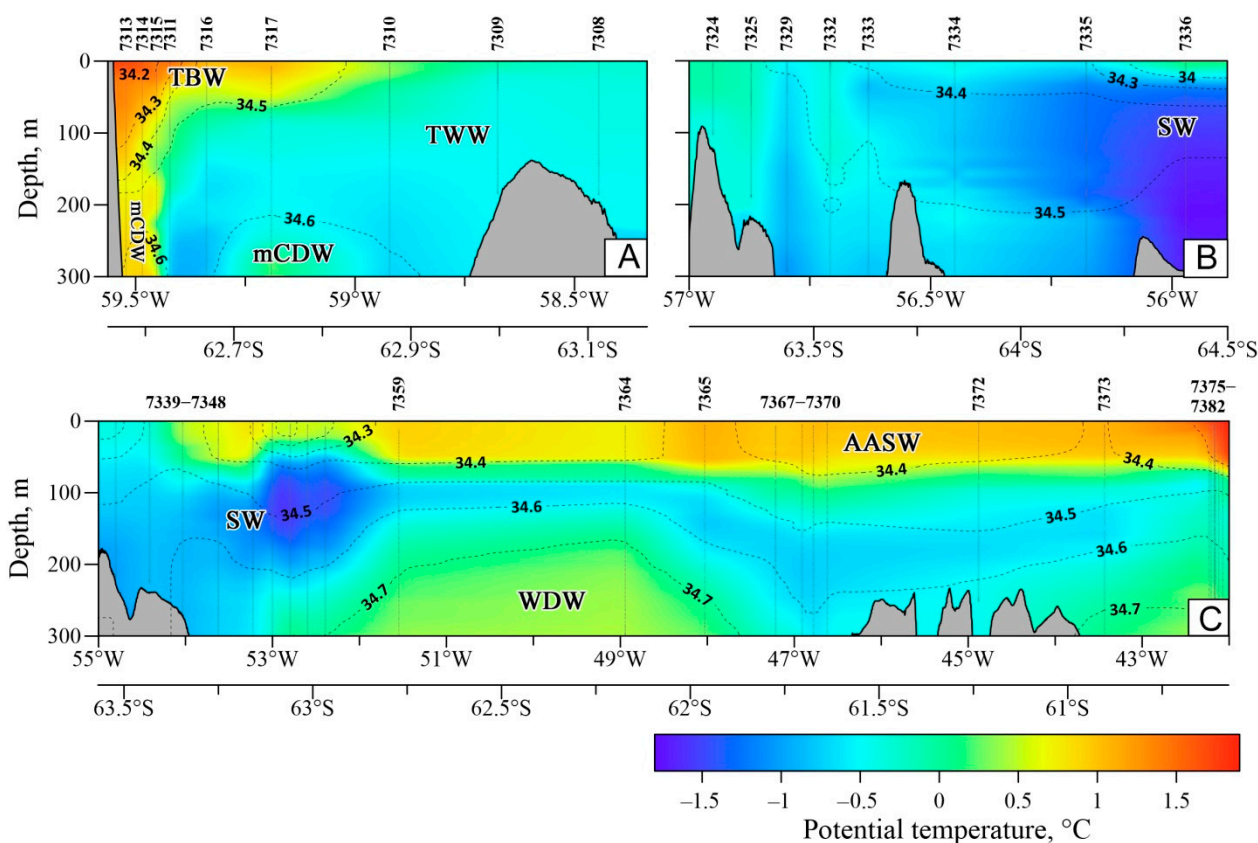 7313 7314 7315 7311 7316 7317 7310 7309 7308
7324 7325 7329 7332 7333 7334 7335 7336
0 34.2 TBW 34.3 34.5 34.4 TWW 34.6 mCDW 34.6 mCDW A
100
200
300
Depth, m
59.5°W 59°W 58.5°W
62.7°S 62.9°S 63.1°S
34 34.3 34.4 SW 34.5 B
57°W 56.5°W 56°W
63.5°S 64°S 64.5°S
7339–7348 7359 7364 7365 7367–7370 7372 7373 7375–
7382
0 34.3 34.4 AASW 34.4 34.4
100 SW 34.5 34.6 34.5
200 34.7 WDW 34.7 34.6 34.7
300 C
Depth, m
55°W 53°W 51°W 49°W 47°W 45°W 43°W
63.5°S 63°S 62.5°S 62°S 61.5°S 61°S
–1.5 –1 –0.5 0 0.5 1 1.5
Potential temperature, °C